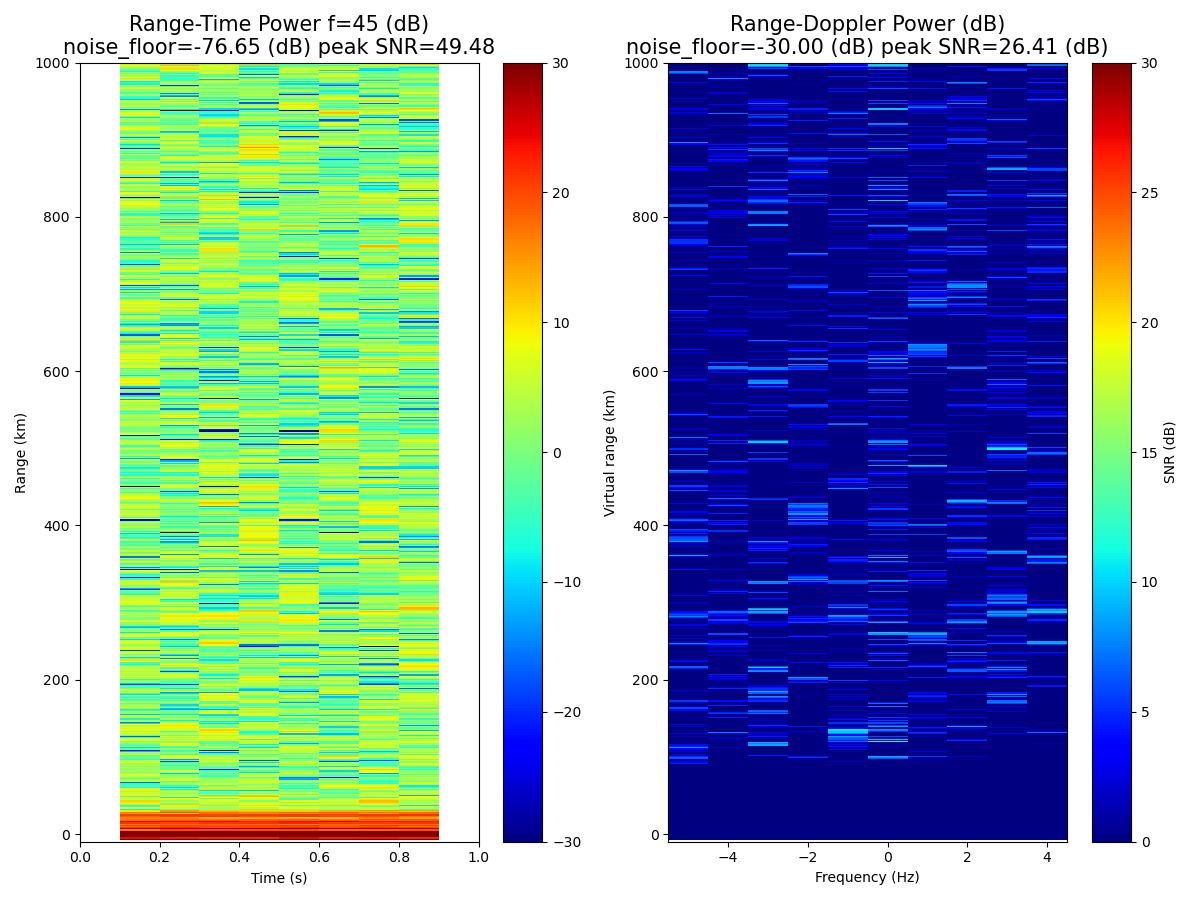 Range-Time Power f=45 (dB)
noise_floor=-76.65 (dB) peak SNR=49.48
Range (km)
1000
800
600
400
200
0
0.0 0.2 0.4 0.6 0.8 1.0
Time (s)
30
20
10
0
−10
−20
−30
Range-Doppler Power (dB)
noise_floor=-30.00 (dB) peak SNR=26.41 (dB)
Virtual range (km)
1000
800
600
400
200
0
−4 −2 0 2 4
Frequency (Hz)
30
25
20
15
10
5
0
SNR (dB)